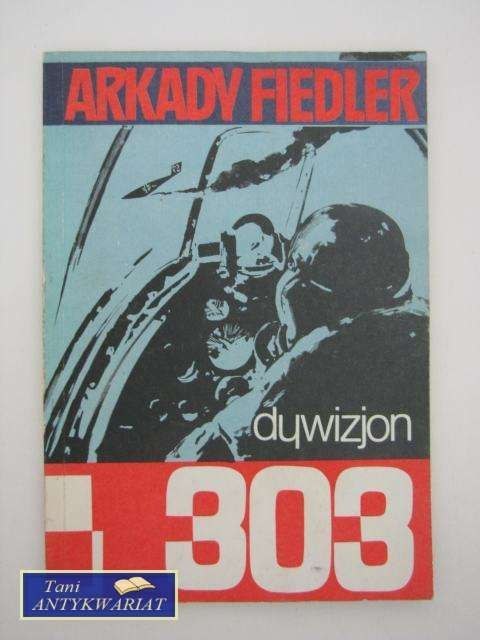 ARKADY FIEDLER
dywizjon
303
Tani
ANTYKWARIAT